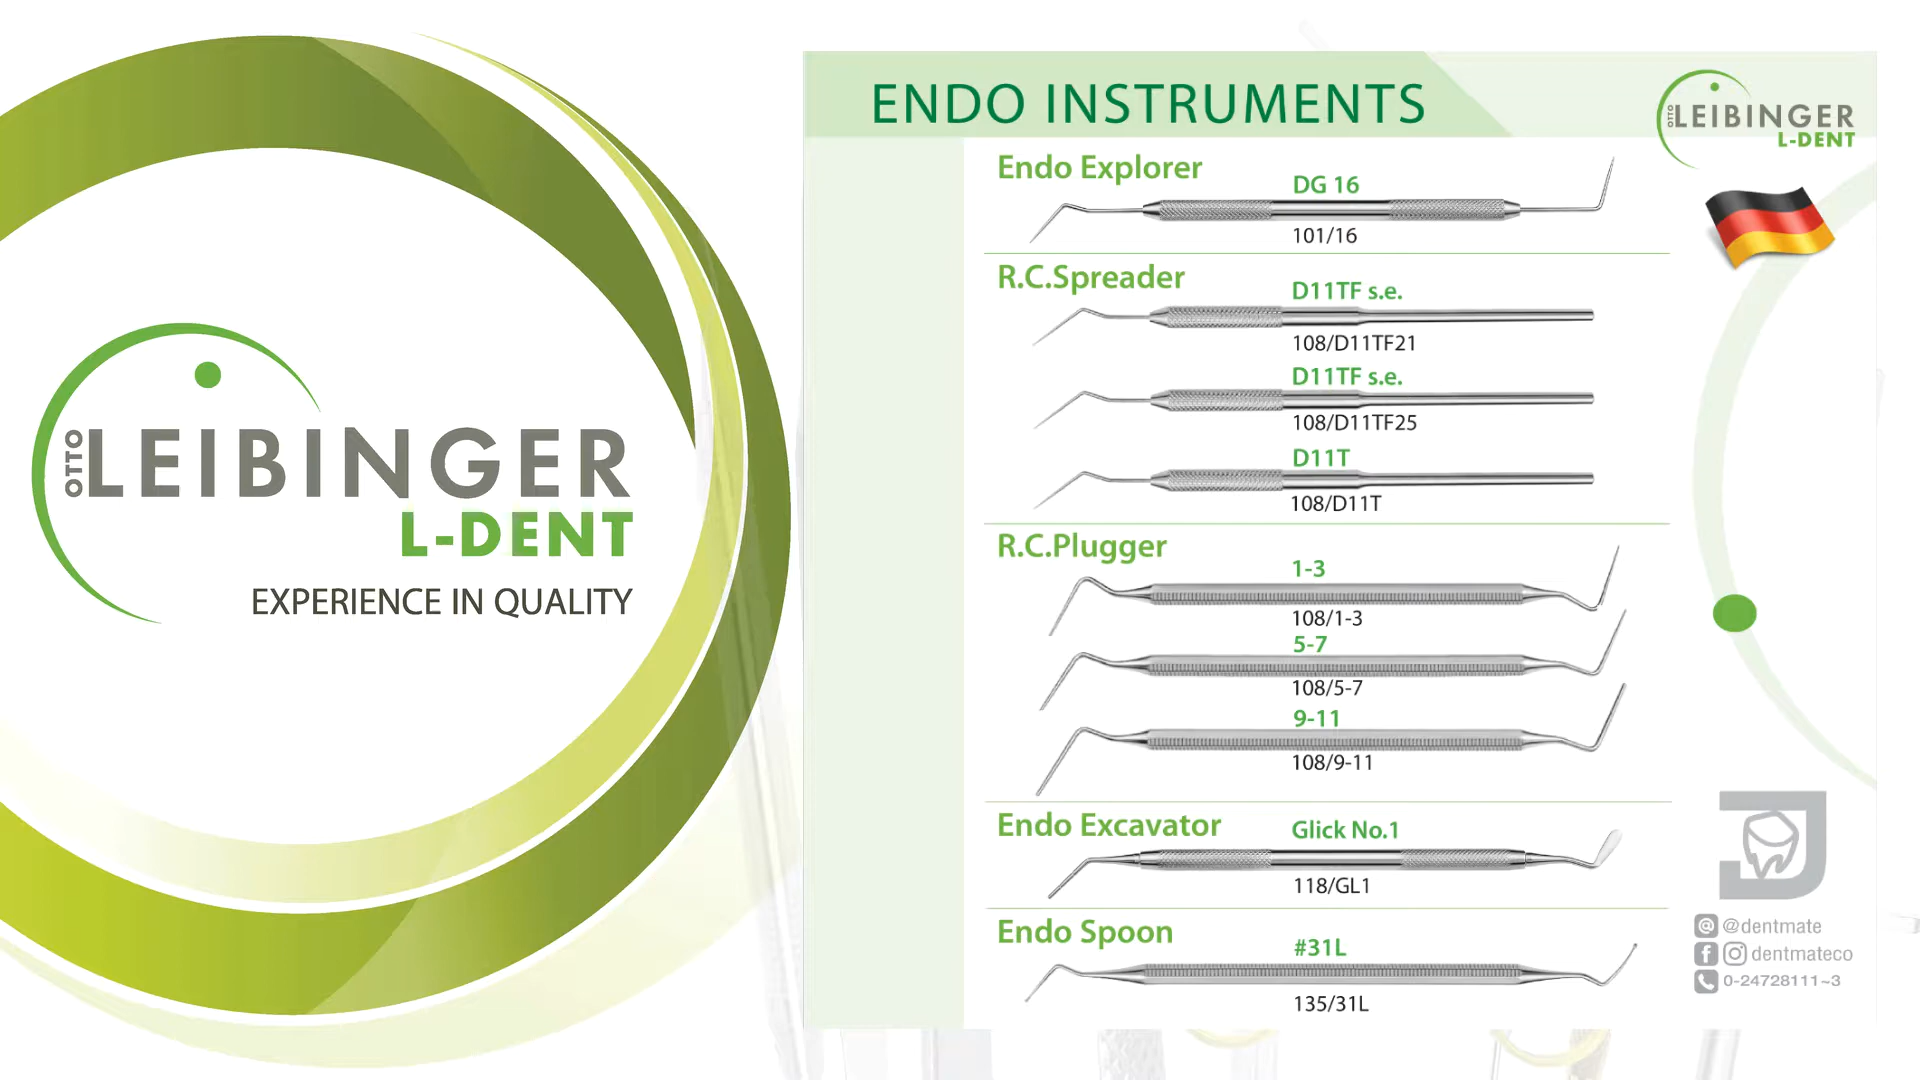 OTTO LEIBINGER
L-DENT
EXPERIENCE IN QUALITY
ENDO INSTRUMENTS
OTTO LEIBINGER
L-DENT
Endo Explorer
DG 16
101/16
R.C.Spreader
D11TF s.e.
108/D11TF21
D11TF s.e.
108/D11TF25
D11T
108/D11T
R.C.Plugger
1-3
108/1-3
5-7
108/5-7
9-11
108/9-11
Endo Excavator
Glick No.1
118/GL1
Endo Spoon
#31L
135/31L
@dentmate
dentmateco
0-24728111~3